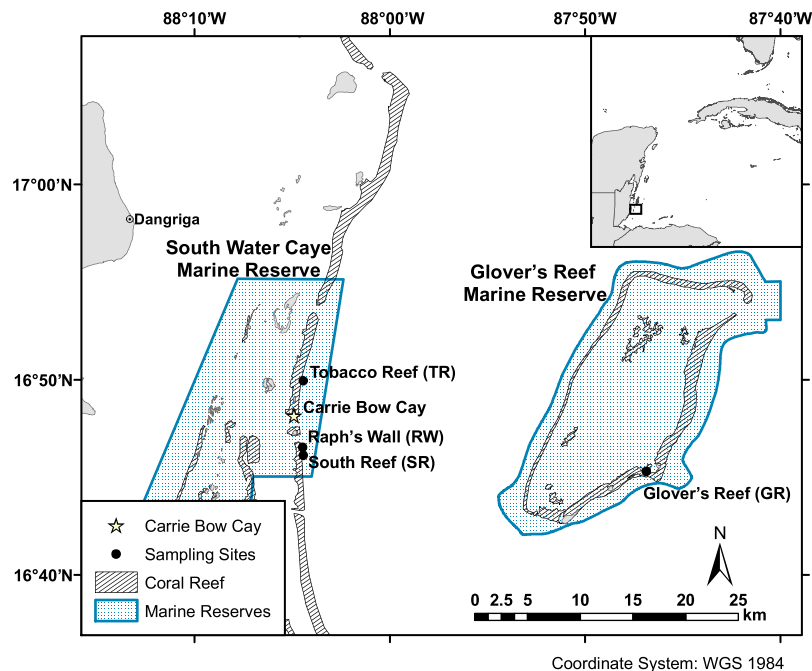 88°10'W
88°00'W
87°50'W
87°40'W
17°00'N
Dangriga
South Water Caye
Marine Reserve
Glover's Reef
Marine Reserve
16°50'N
Tobacco Reef (TR)
Carrie Bow Cay
Raph's Wall (RW)
South Reef (SR)
Glover's Reef (GR)
Carrie Bow Cay
Sampling Sites
Coral Reef
Marine Reserves
16°40'N
N
0 2.5 5 10 15 20 25
km
Coordinate System: WGS 1984